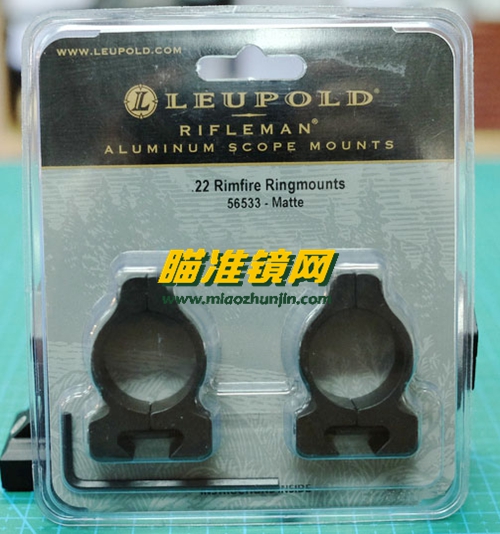 WWW.LEUPOLD.COM
L LEUPOLD®
RIFLEMAN®
ALUMINUM SCOPE MOUNTS
.22 Rimfire Ringmounts
56533 - Matte
瞄准镜网
www.miaozhunjin.com
INSIDE